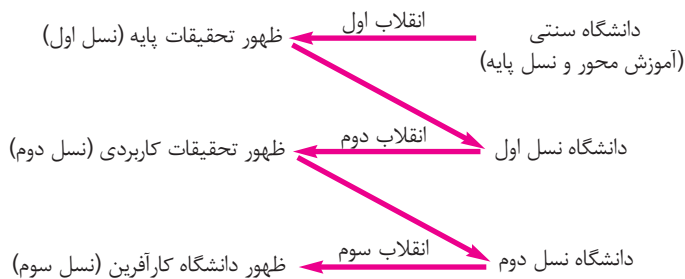 دانشگاه سنتی
(آموزش محور و نسل پایه)
انقلاب اول
ظهور تحقیقات پایه (نسل اول)
دانشگاه نسل اول
انقلاب دوم
ظهور تحقیقات کاربردی (نسل دوم)
دانشگاه نسل دوم
انقلاب سوم
ظهور دانشگاه کارآفرین (نسل سوم)